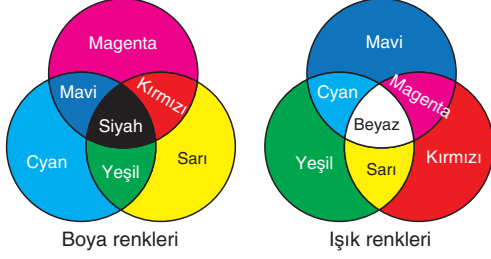 Magenta
Mavi
Kırmızı
Siyah
Cyan
Yeşil
Sarı
Boya renkleri
Mavi
Cyan
Magenta
Beyaz
Yeşil
Sarı
Kırmızı
Işık renkleri